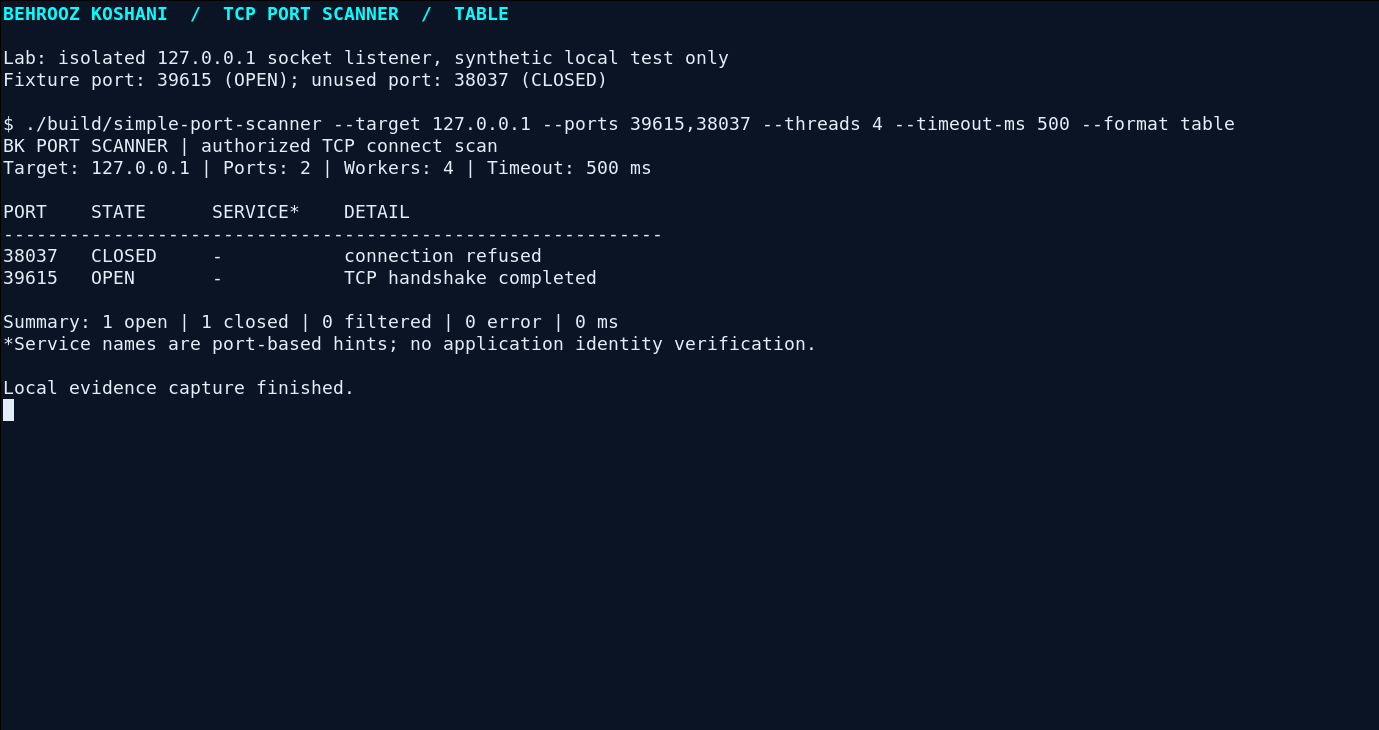 BEHROOZ KOSHANI  /  TCP PORT SCANNER  /  TABLE
Lab: isolated 127.0.0.1 socket listener, synthetic local test only
Fixture port: 39615 (OPEN); unused port: 38037 (CLOSED)
$ ./build/simple-port-scanner --target 127.0.0.1 --ports 39615,38037 --threads 4 --timeout-ms 500 --format table
BK PORT SCANNER | authorized TCP connect scan
Target: 127.0.0.1 | Ports: 2 | Workers: 4 | Timeout: 500 ms
PORT    STATE      SERVICE*    DETAIL
------------------------------------------------------------
38037   CLOSED     -           connection refused
39615   OPEN       -           TCP handshake completed
Summary: 1 open | 1 closed | 0 filtered | 0 error | 0 ms
*Service names are port-based hints; no application identity verification.
Local evidence capture finished.